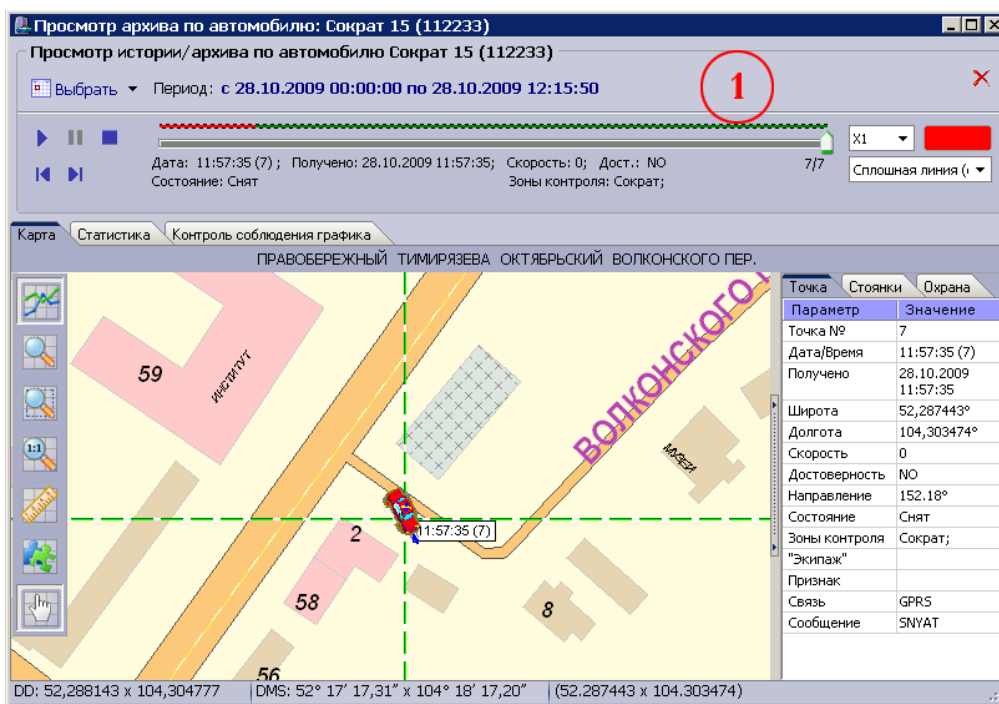 Просмотр архива по автомобилю: Сократ 15 (112233)
Просмотр истории/архива по автомобилю Сократ 15 (112233)
Выбрать Период: с 28.10.2009 00:00:00 по 28.10.2009 12:15:50
1
X1
Дата: 11:57:35 (7) ; Получено: 28.10.2009 11:57:35; Скорость: 0; Дост.: NO 7/7
Состояние: Снят Зоны контроля: Сократ;
Сплошная линия (
Карта Статистика Контроль соблюдения графика
ПРАВОБЕРЕЖНЫЙ ТИМИРЯЗЕВА ОКТЯБРЬСКИЙ ВОЛКОНСКОГО ПЕР.
59
ИНСТИТУТ
ВОЛКОНСКОГО П
МУЗЕЙ
1:1
11:57:35 (7)
2
58
8
56
Точка Стоянки Охрана
Параметр Значение
Точка № 7
Дата/Время 11:57:35 (7)
Получено 28.10.2009
11:57:35
Широта 52,287443°
Долгота 104,303474°
Скорость 0
Достоверность NO
Направление 152.18°
Состояние Снят
Зоны контроля Сократ;
"Экипаж"
Признак
Связь GPRS
Сообщение SNYAT
DD: 52,288143 x 104,304777 DMS: 52° 17' 17,31" x 104° 18' 17,20" (52.287443 x 104.303474)